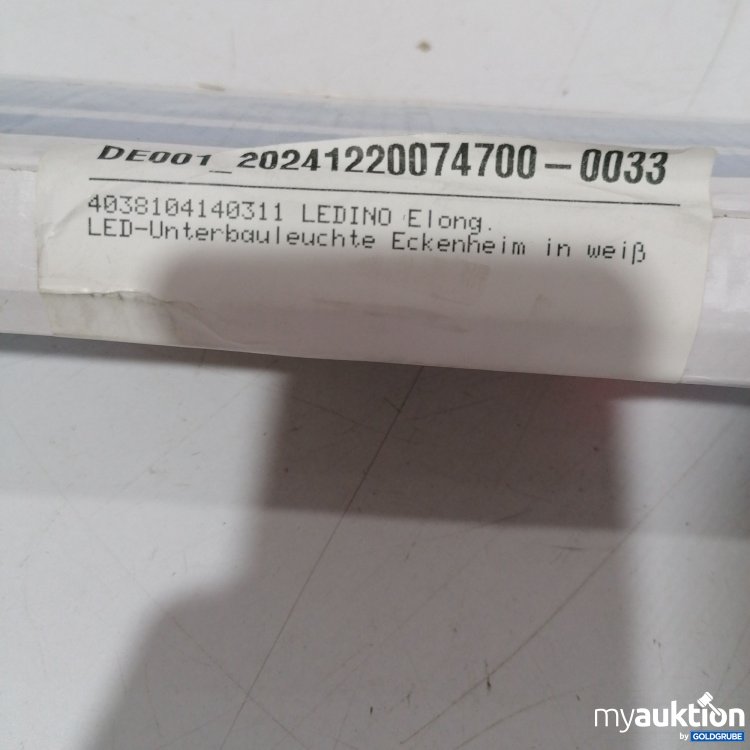 DE001_20241220074700-0033
4038104140311 LEDINO Elong.
LED-Unterbauleuchte Eckenheim in weiß
myauktion
by GOLDGRUBE